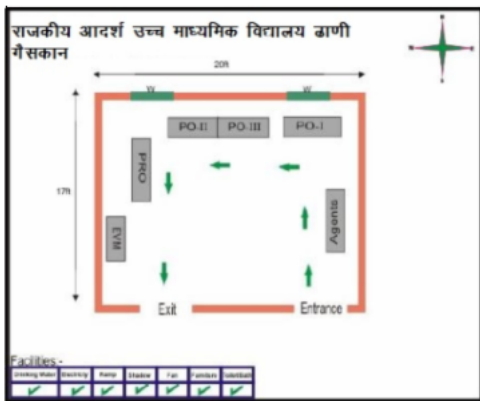 राजकीय आदर्श उच्च माध्यमिक विद्यालय ढाणी
गैसकान
20ft
W W
PO-II PO-III PO-I
PRO
17ft
Agents
EVM
Exit Entrance
Facilities:-
Drinking Water Electricity Ramp Shadow Fan Furniture